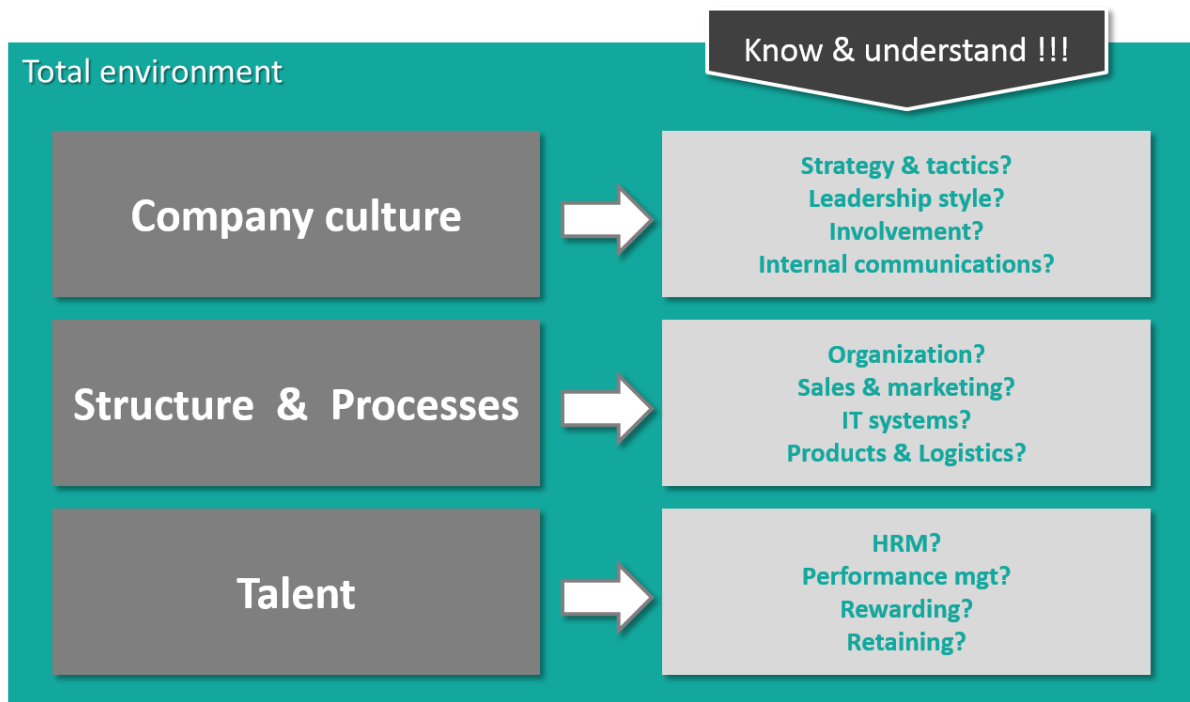 Know & understand !!!
Total environment
Company culture
Strategy & tactics?
Leadership style?
Involvement?
Internal communications?
Structure & Processes
Organization?
Sales & marketing?
IT systems?
Products & Logistics?
Talent
HRM?
Performance mgt?
Rewarding?
Retaining?